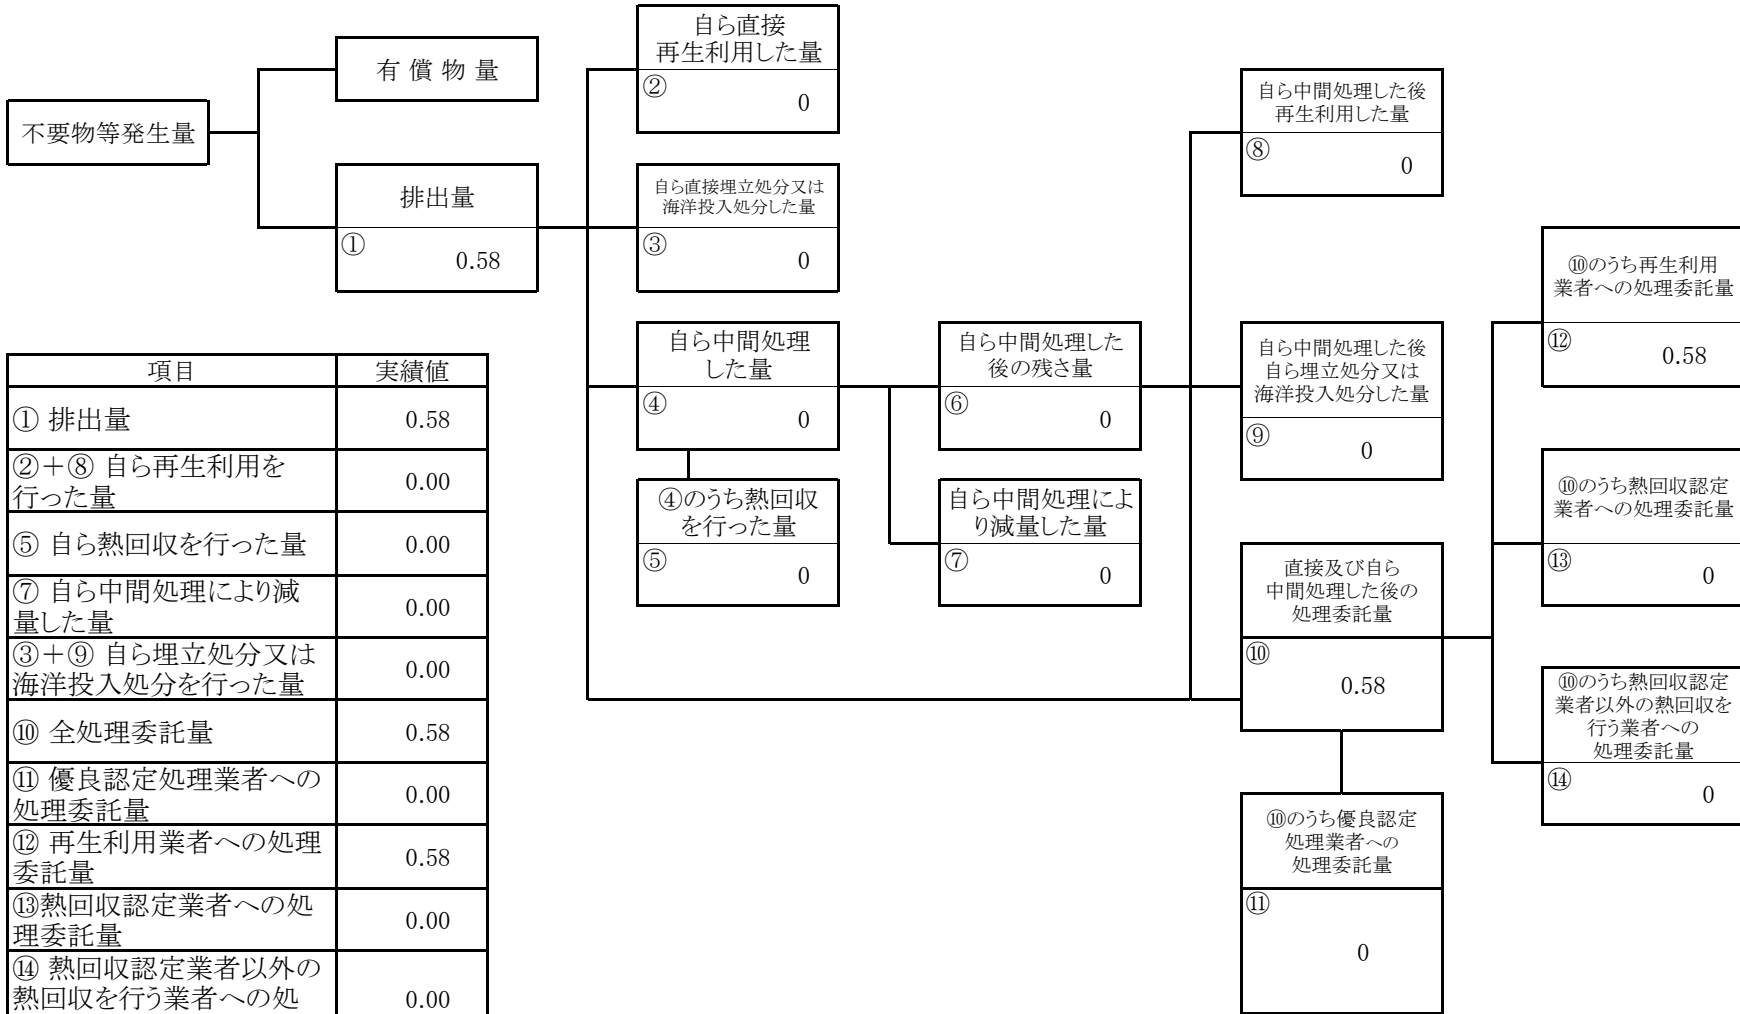 不要物等発生量
有 償 物 量
排出量
①
0.58
自ら直接
再生利用した量
②
0
自ら直接埋立処分又は
海洋投入処分した量
③
0
自ら中間処理
した量
④
0
④のうち熱回収
を行った量
⑤
0
自ら中間処理した
後の残さ量
⑥
0
自ら中間処理によ
り減量した量
⑦
0
自ら中間処理した後
再生利用した量
⑧
0
自ら中間処理した後
自ら埋立処分又は
海洋投入処分した量
⑨
0
直接及び自ら
中間処理した後の
処理委託量
⑩
0.58
⑩のうち優良認定
処理業者への
処理委託量
⑪
0
⑩のうち再生利用
業者への処理委託量
⑫
0.58
⑩のうち熱回収認定
業者への処理委託量
⑬
0
⑩のうち熱回収認定
業者以外の熱回収を
行う業者への
処理委託量
⑭
0
項目 実績値
① 排出量 0.58
②＋⑧ 自ら再生利用を
行った量 0.00
⑤ 自ら熱回収を行った量 0.00
⑦ 自ら中間処理により減
量した量 0.00
③＋⑨ 自ら埋立処分又は
海洋投入処分を行った量 0.00
⑩ 全処理委託量 0.58
⑪ 優良認定処理業者への
処理委託量 0.00
⑫ 再生利用業者への処理
委託量 0.58
⑬熱回収認定業者への処
理委託量 0.00
⑭ 熱回収認定業者以外の
熱回収を行う業者への処 0.00